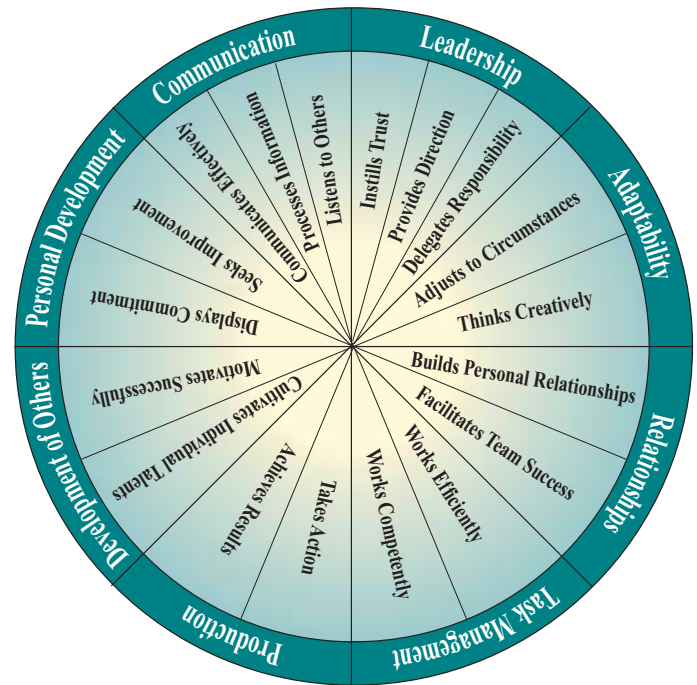 Leadership
Instills Trust
Provides Direction
Delegates Responsibility
Adaptability
Adjusts to Circumstances
Thinks Creatively
Relationships
Builds Personal Relationships
Facilitates Team Success
Task Management
Works Efficiently
Works Competently
Production
Takes Action
Achieves Results
Development of Others
Cultivates Individual Talents
Motivates Successfully
Personal Development
Displays Commitment
Seeks Improvement
Communication
Communicates Effectively
Processes Information
Listens to Others